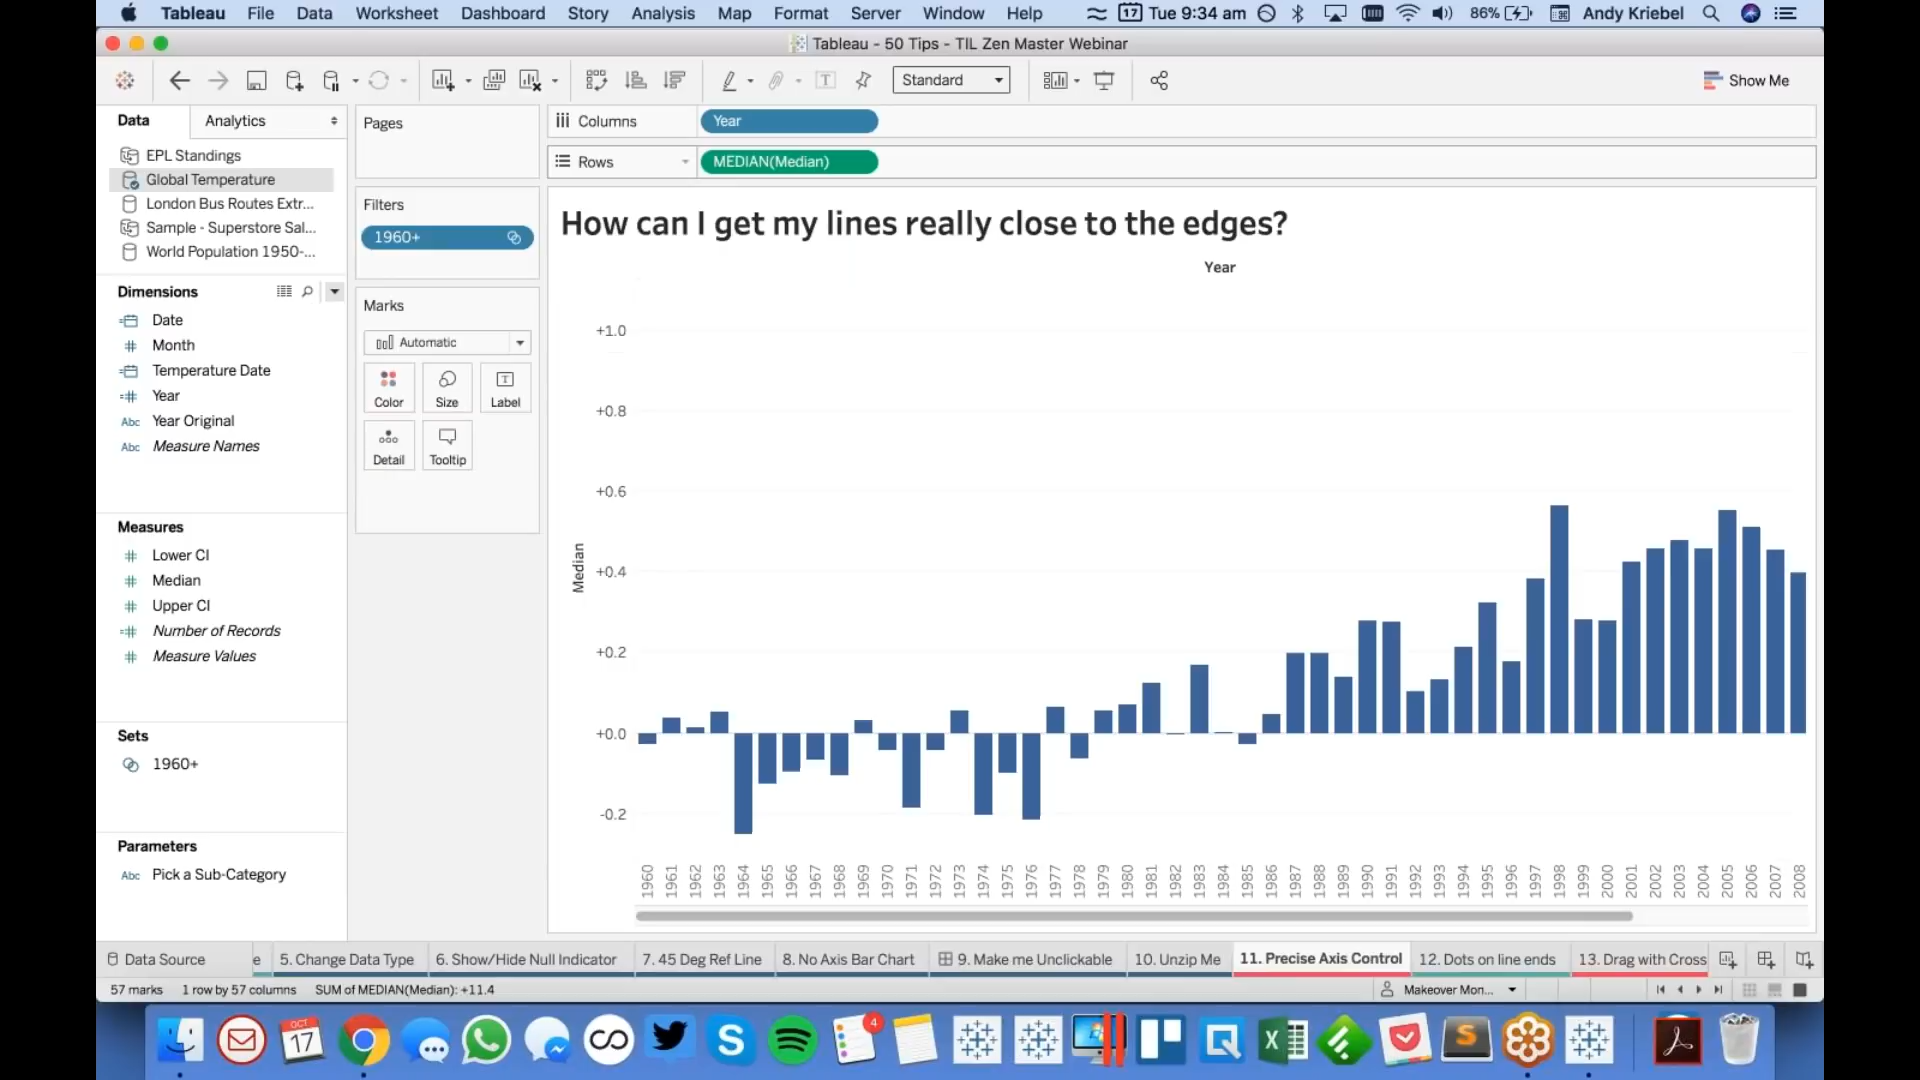 Tableau File Data Worksheet Dashboard Story Analysis Map Format Server Window Help 17 Tue 9:34 am 86% Andy Kriebel
Tableau - 50 Tips - TIL Zen Master Webinar
Standard Show Me
Data Analytics
EPL Standings
Global Temperature
London Bus Routes Extr...
Sample - Superstore Sal...
World Population 1950-...
Dimensions
Date
Month
Temperature Date
Year
Abc Year Original
Abc Measure Names
Measures
Lower CI
Median
Upper CI
Number of Records
Measure Values
Sets
1960+
Parameters
Abc Pick a Sub-Category
Pages
Filters
1960+
Marks
Automatic
Color Size Label
Detail Tooltip
Columns Year
Rows MEDIAN(Median)
How can I get my lines really close to the edges?
Year
+1.0
+0.8
+0.6
+0.4
+0.2
+0.0
-0.2
Median
1960 1961 1962 1963 1964 1965 1966 1967 1968 1969 1970 1971 1972 1973 1974 1975 1976 1977 1978 1979 1980 1981 1982 1983 1984 1985 1986 1987 1988 1989 1990 1991 1992 1993 1994 1995 1996 1997 1998 1999 2000 2001 2002 2003 2004 2005 2006 2007 2008
Data Source e 5. Change Data Type 6. Show/Hide Null Indicator 7. 45 Deg Ref Line 8. No Axis Bar Chart 9. Make me Unclickable 10. Unzip Me 11. Precise Axis Control 12. Dots on line ends 13. Drag with Cross
57 marks 1 row by 57 columns SUM of MEDIAN(Median): +11.4 Makeover Mon...
OCT
17
4